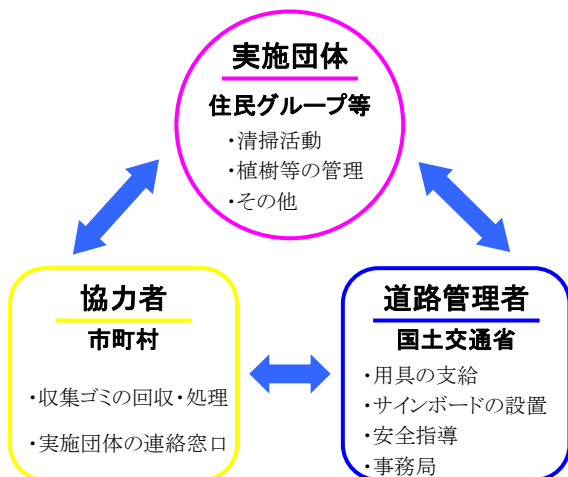 実施団体
住民グループ等
・清掃活動
・植樹等の管理
・その他
協力者
市町村
・収集ゴミの回収・処理
・実施団体の連絡窓口
道路管理者
国土交通省
・用具の支給
・サインボードの設置
・安全指導
・事務局